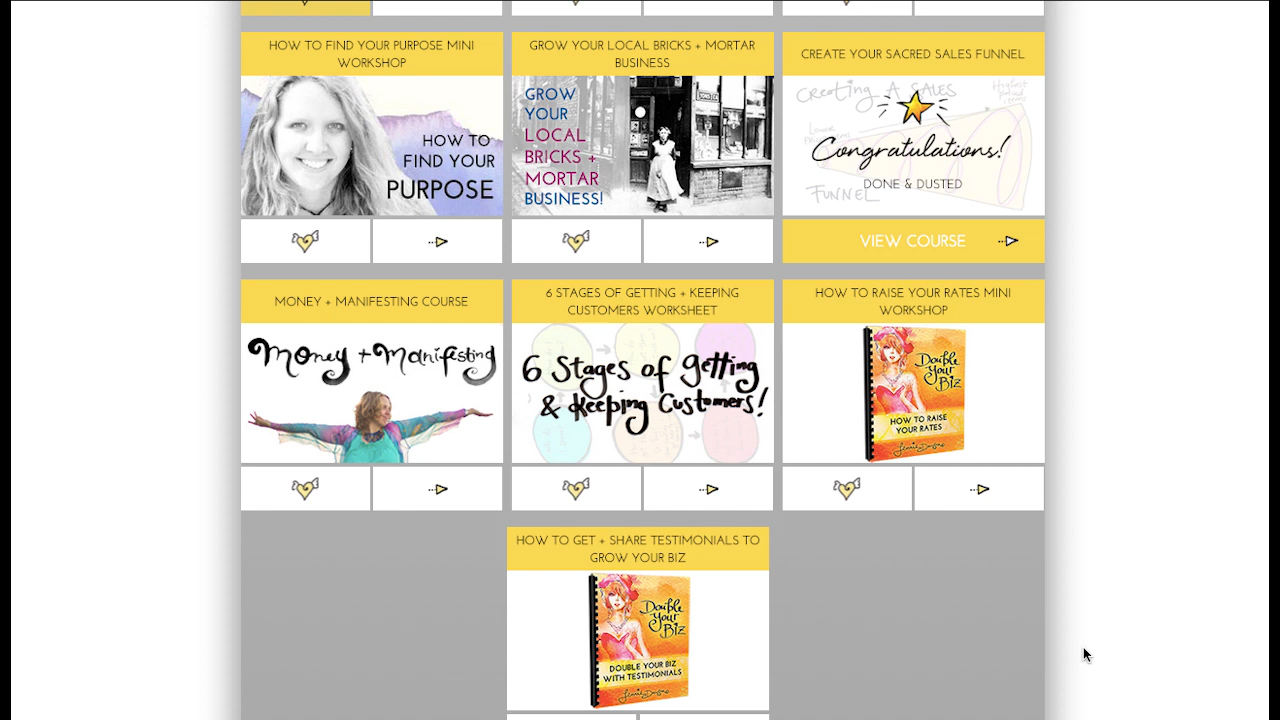 HOW TO FIND YOUR PURPOSE MINI
WORKSHOP
GROW YOUR LOCAL BRICKS + MORTAR
BUSINESS
CREATE YOUR SACRED SALES FUNNEL
HOW TO
FIND YOUR
PURPOSE
GROW
YOUR
LOCAL
BRICKS +
MORTAR
BUSINESS!
Creating A SALES
FUNNEL
Congratulations!
DONE & DUSTED
VIEW COURSE
MONEY + MANIFESTING COURSE
6 STAGES OF GETTING + KEEPING
CUSTOMERS WORKSHEET
HOW TO RAISE YOUR RATES MINI
WORKSHOP
Money + Manifesting
6 Stages of Getting
& Keeping Customers!
Double
Your
Biz
HOW TO RAISE
YOUR RATES
HOW TO GET + SHARE TESTIMONIALS TO
GROW YOUR BIZ
Double
Your
Biz
DOUBLE YOUR BIZ
WITH TESTIMONIALS